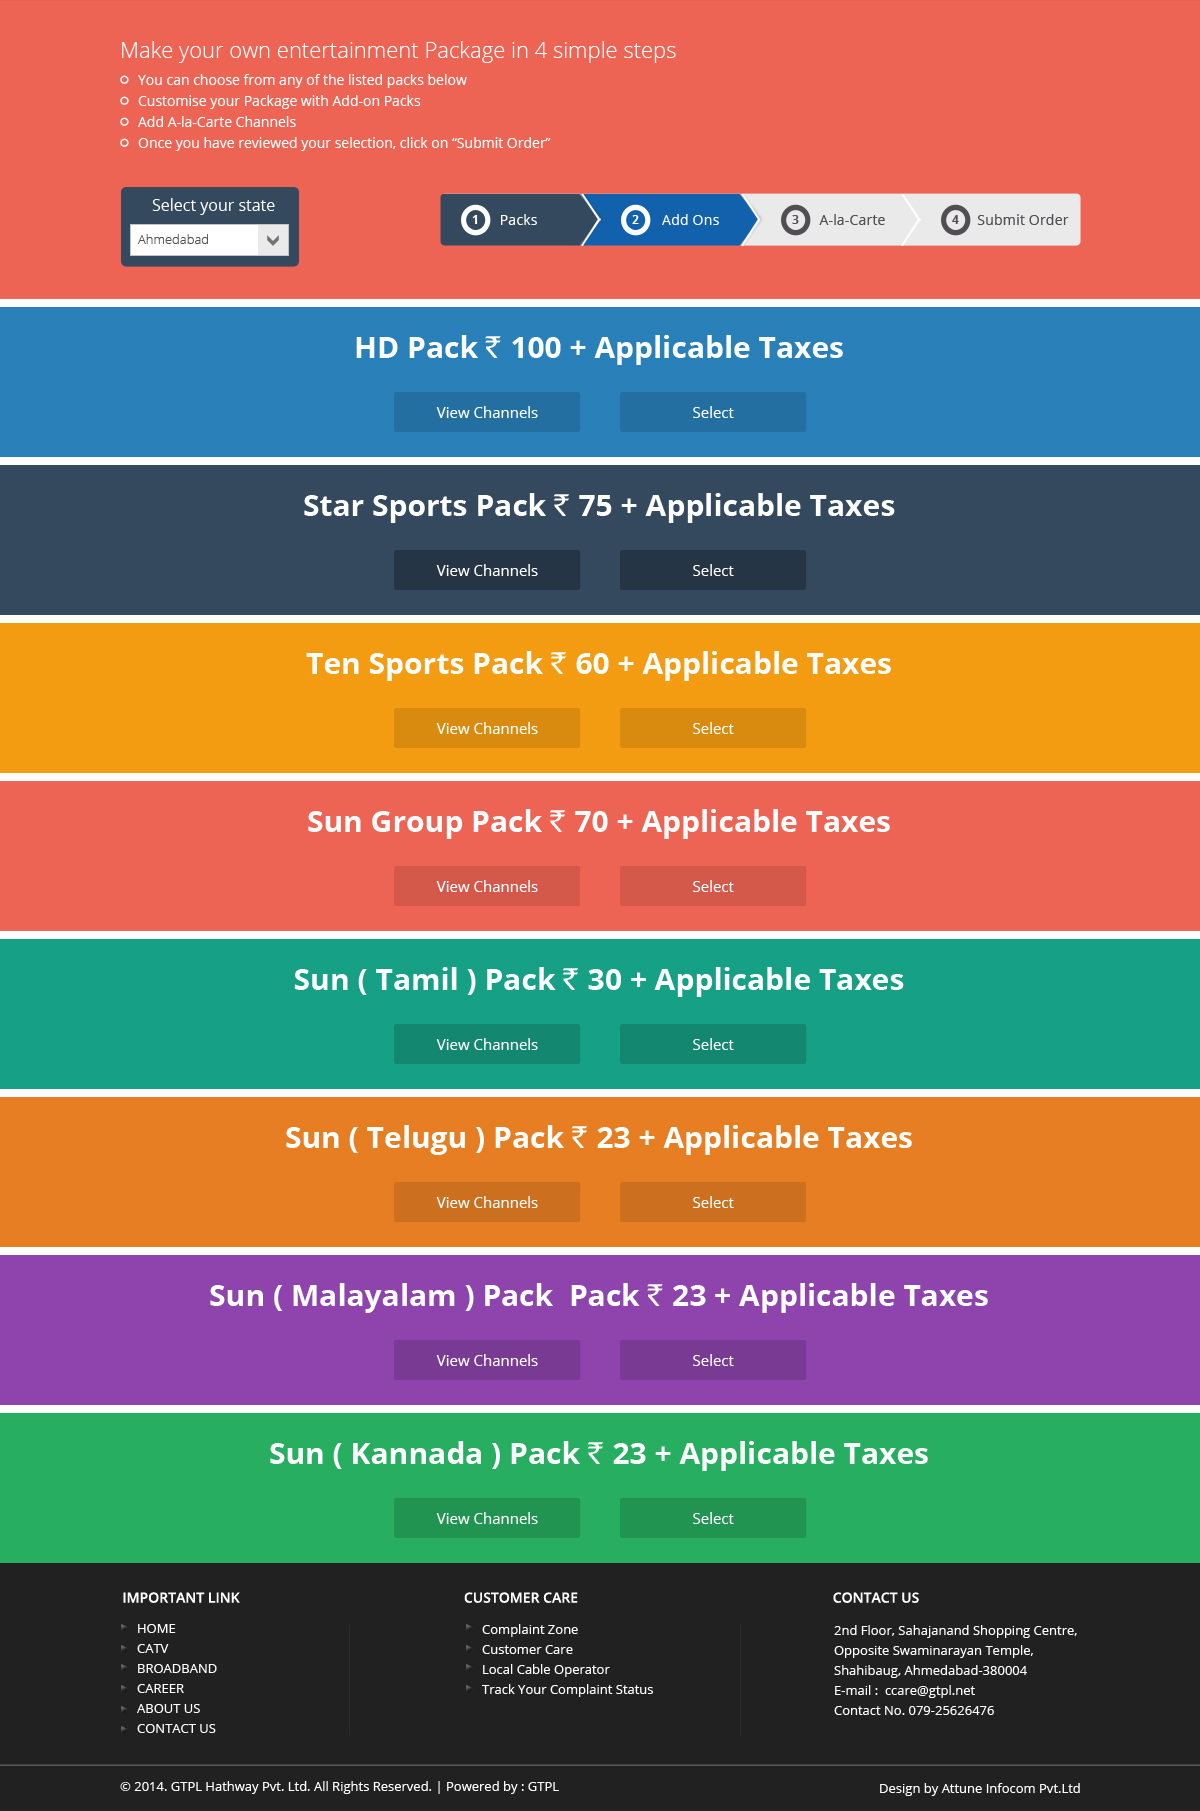 Make your own entertainment Package in 4 simple steps
You can choose from any of the listed packs below
Customise your Package with Add-on Packs
Add A-la-Carte Channels
Once you have reviewed your selection, click on “Submit Order”
Select your state
Ahmedabad
1 Packs 2 Add Ons 3 A-la-Carte 4 Submit Order
HD Pack ₹ 100 + Applicable Taxes
View Channels Select
Star Sports Pack ₹ 75 + Applicable Taxes
View Channels Select
Ten Sports Pack ₹ 60 + Applicable Taxes
View Channels Select
Sun Group Pack ₹ 70 + Applicable Taxes
View Channels Select
Sun ( Tamil ) Pack ₹ 30 + Applicable Taxes
View Channels Select
Sun ( Telugu ) Pack ₹ 23 + Applicable Taxes
View Channels Select
Sun ( Malayalam ) Pack  Pack ₹ 23 + Applicable Taxes
View Channels Select
Sun ( Kannada ) Pack ₹ 23 + Applicable Taxes
View Channels Select
IMPORTANT LINK
HOME
CATV
BROADBAND
CAREER
ABOUT US
CONTACT US
CUSTOMER CARE
Complaint Zone
Customer Care
Local Cable Operator
Track Your Complaint Status
CONTACT US
2nd Floor, Sahajanand Shopping Centre,
Opposite Swaminarayan Temple,
Shahibaug, Ahmedabad-380004
E-mail :  ccare@gtpl.net
Contact No. 079-25626476
© 2014. GTPL Hathway Pvt. Ltd. All Rights Reserved. | Powered by : GTPL
Design by Attune Infocom Pvt.Ltd